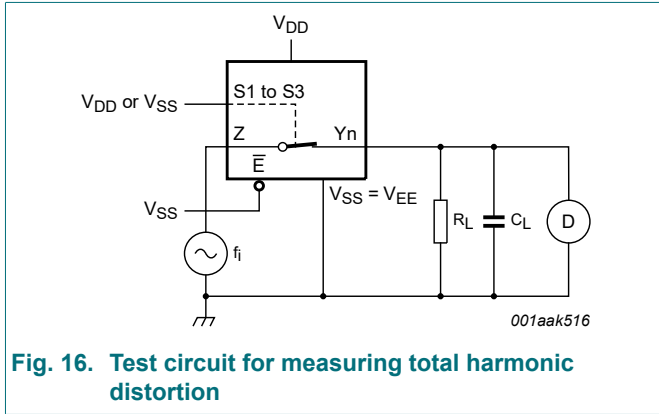 VDD
S1 to S3
VDD or VSS
Z
Yn
E̅
VSS = VEE
VSS
fi
RL
CL
D
001aak516
Fig. 16. Test circuit for measuring total harmonic
distortion